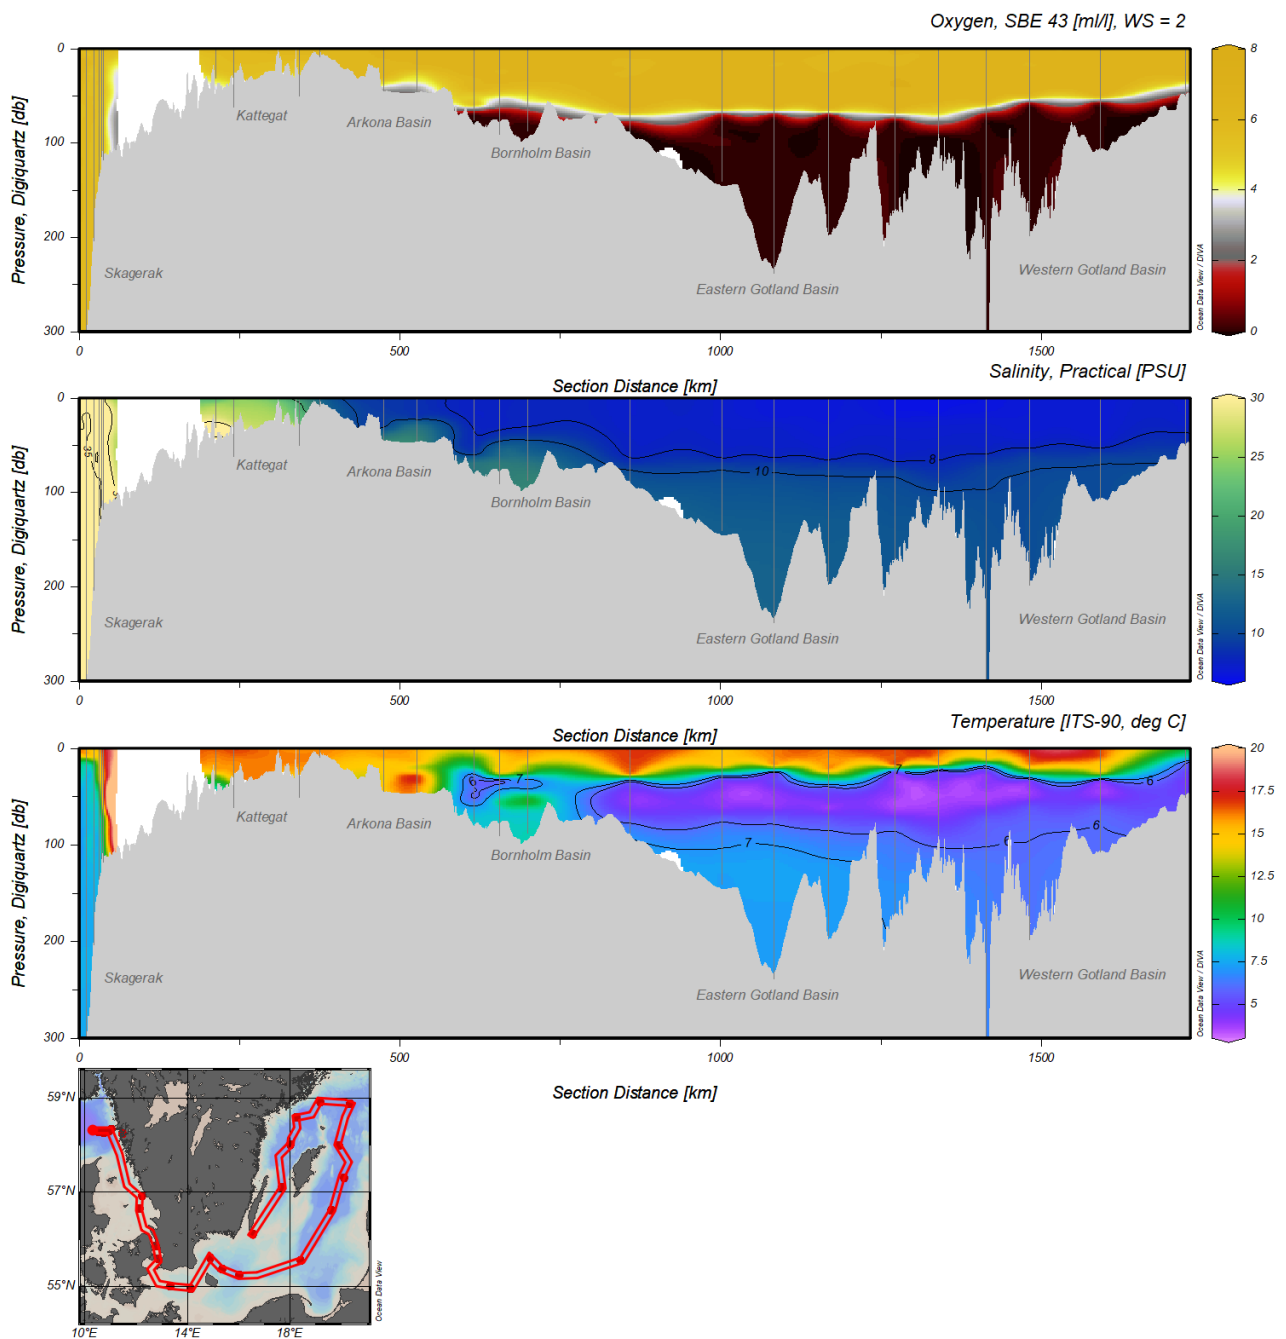 Oxygen, SBE 43 [ml/l], WS = 2
Pressure, Digiquartz [db]
0
100
200
300
Kattegat
Arkona Basin
Bornholm Basin
Skagerak
Eastern Gotland Basin
Western Gotland Basin
Ocean Data View / DIVA
8
6
4
2
0
0
500
1000
1500
Section Distance [km]
Salinity, Practical [PSU]
Pressure, Digiquartz [db]
0
100
200
300
35
10
8
Kattegat
Arkona Basin
Bornholm Basin
Skagerak
Eastern Gotland Basin
Western Gotland Basin
Ocean Data View / DIVA
30
25
20
15
10
0
500
1000
1500
Section Distance [km]
Temperature [ITS-90, deg C]
Pressure, Digiquartz [db]
0
100
200
300
6
7
7
6
7
6
6
Kattegat
Arkona Basin
Bornholm Basin
Skagerak
Eastern Gotland Basin
Western Gotland Basin
Ocean Data View / DIVA
20
17.5
15
12.5
10
7.5
5
0
500
1000
1500
Section Distance [km]
59°N
57°N
55°N
10°E
14°E
18°E
Ocean Data View